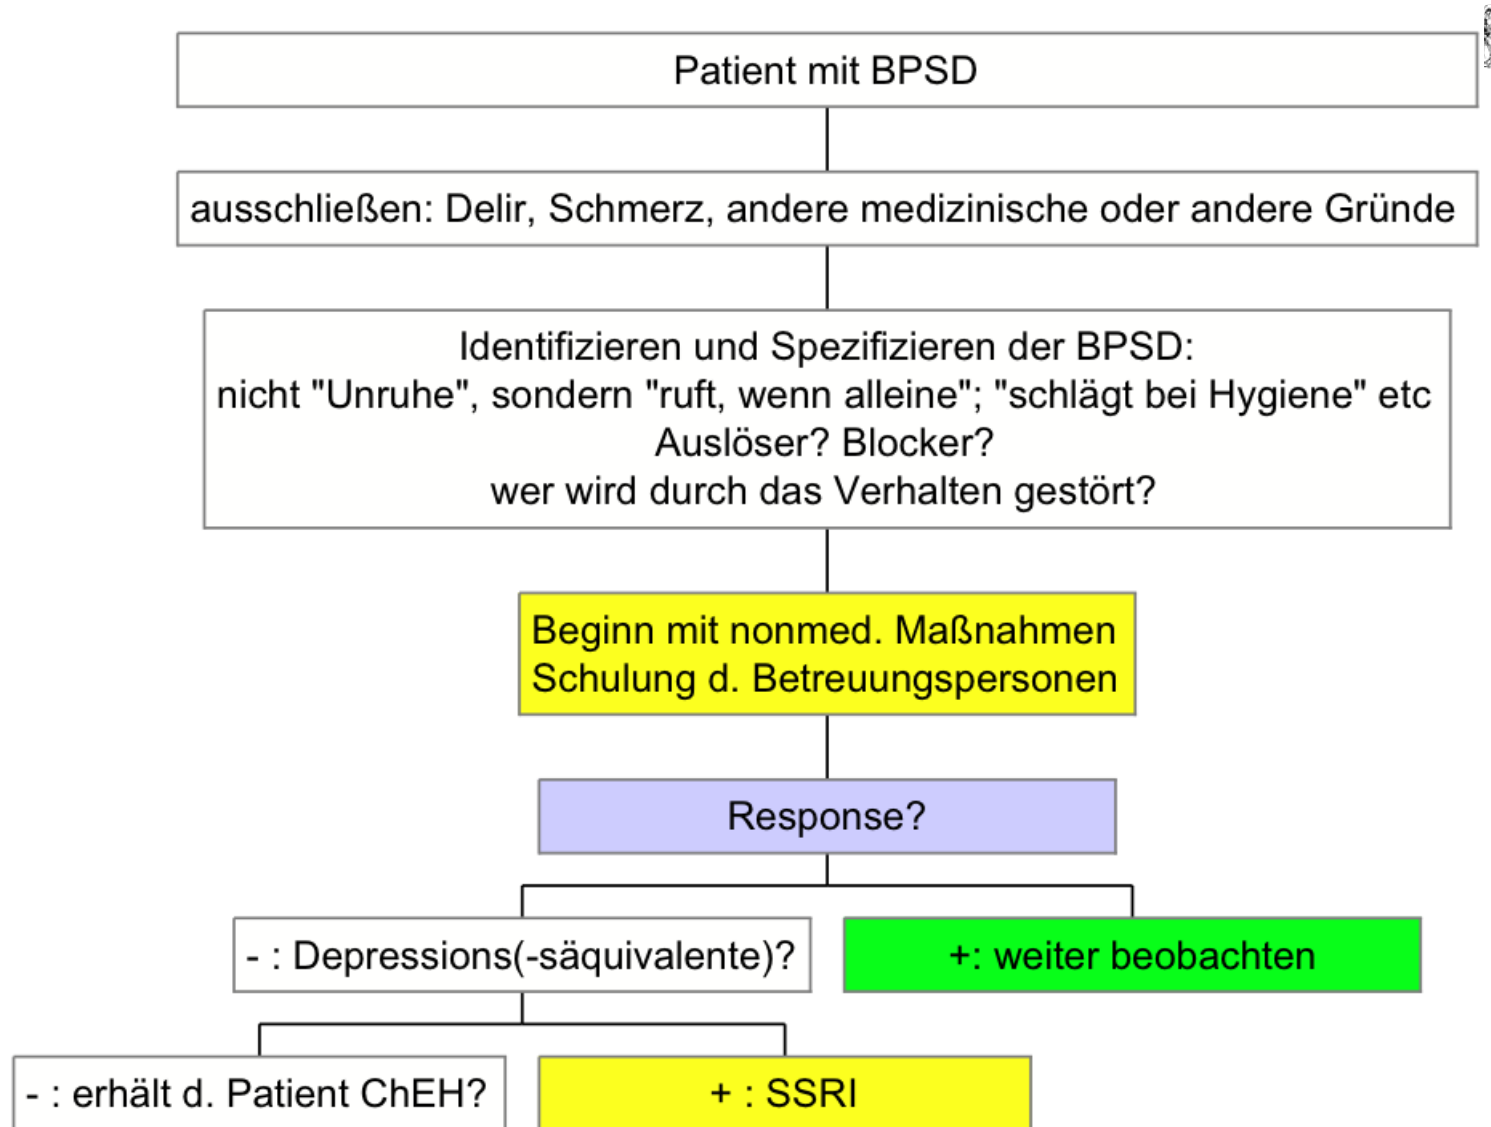 Patient mit BPSD
ausschließen: Delir, Schmerz, andere medizinische oder andere Gründe
Identifizieren und Spezifizieren der BPSD:
nicht "Unruhe", sondern "ruft, wenn alleine"; "schlägt bei Hygiene" etc
Auslöser? Blocker?
wer wird durch das Verhalten gestört?
Beginn mit nonmed. Maßnahmen
Schulung d. Betreuungspersonen
Response?
- : Depressions(-säquivalente)?
+: weiter beobachten
- : erhält d. Patient ChEH?
+ : SSRI